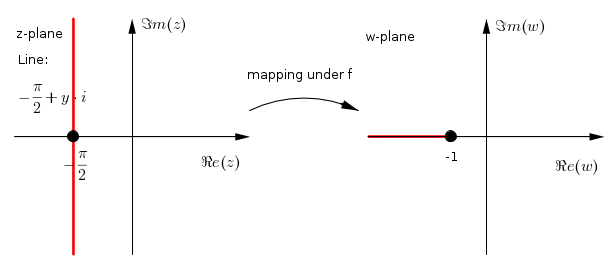 z-plane
Line:
$-\frac{\pi}{2} + y \cdot i$
$-\frac{\pi}{2}$
$\Im m(z)$
$\Re e(z)$
mapping under f
w-plane
$\Im m(w)$
-1
$\Re e(w)$